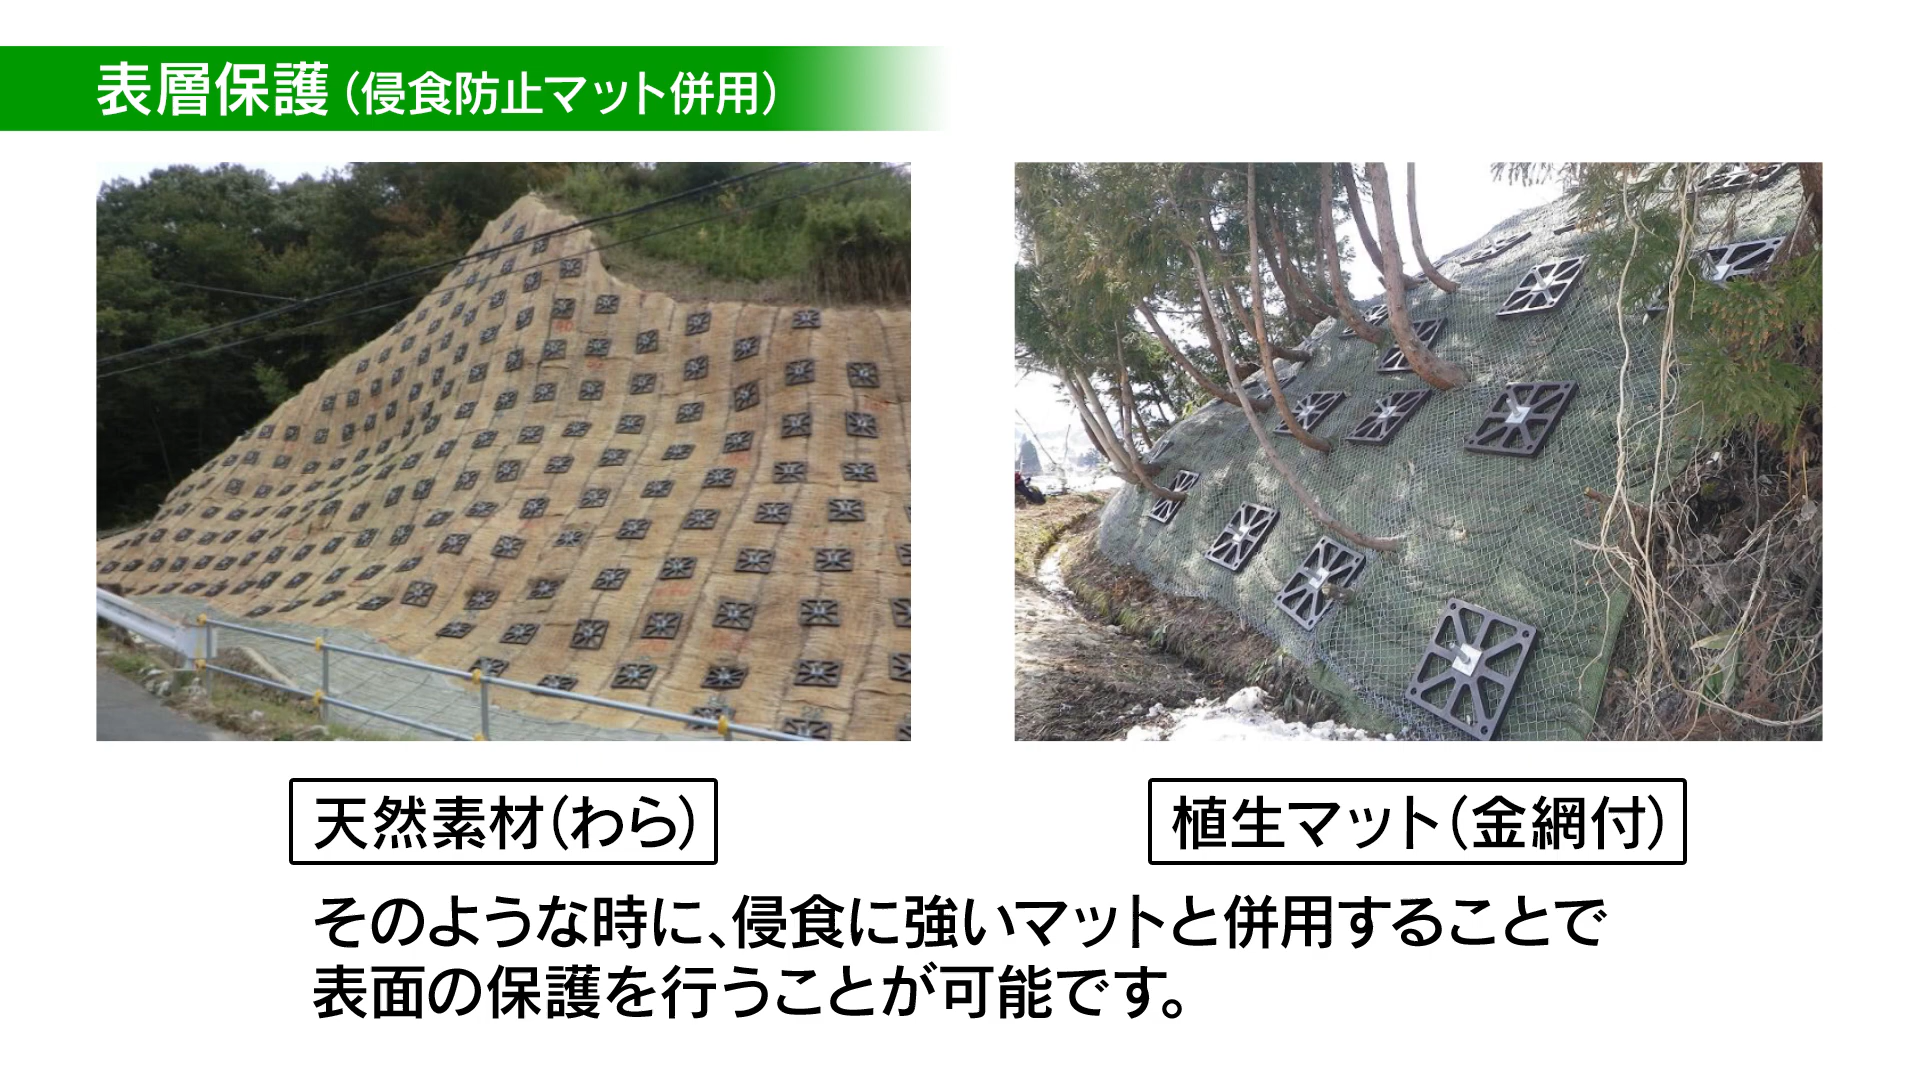 表層保護（侵食防止マット併用）
天然素材（わら）
植生マット（金網付）
そのような時に、侵食に強いマットと併用することで
表面の保護を行うことが可能です。